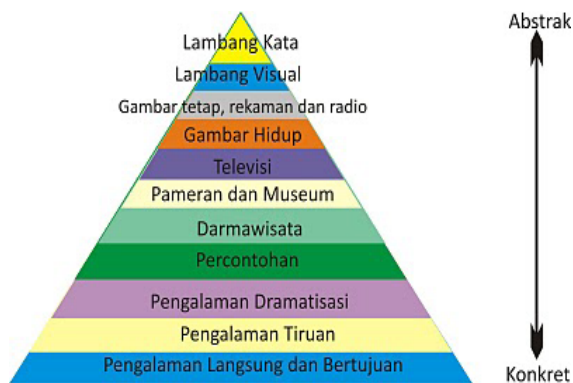 Abstrak
Lambang Kata
Lambang Visual
Gambar tetap, rekaman dan radio
Gambar Hidup
Televisi
Pameran dan Museum
Darmawisata
Percontohan
Pengalaman Dramatisasi
Pengalaman Tiruan
Pengalaman Langsung dan Bertujuan
Konkret